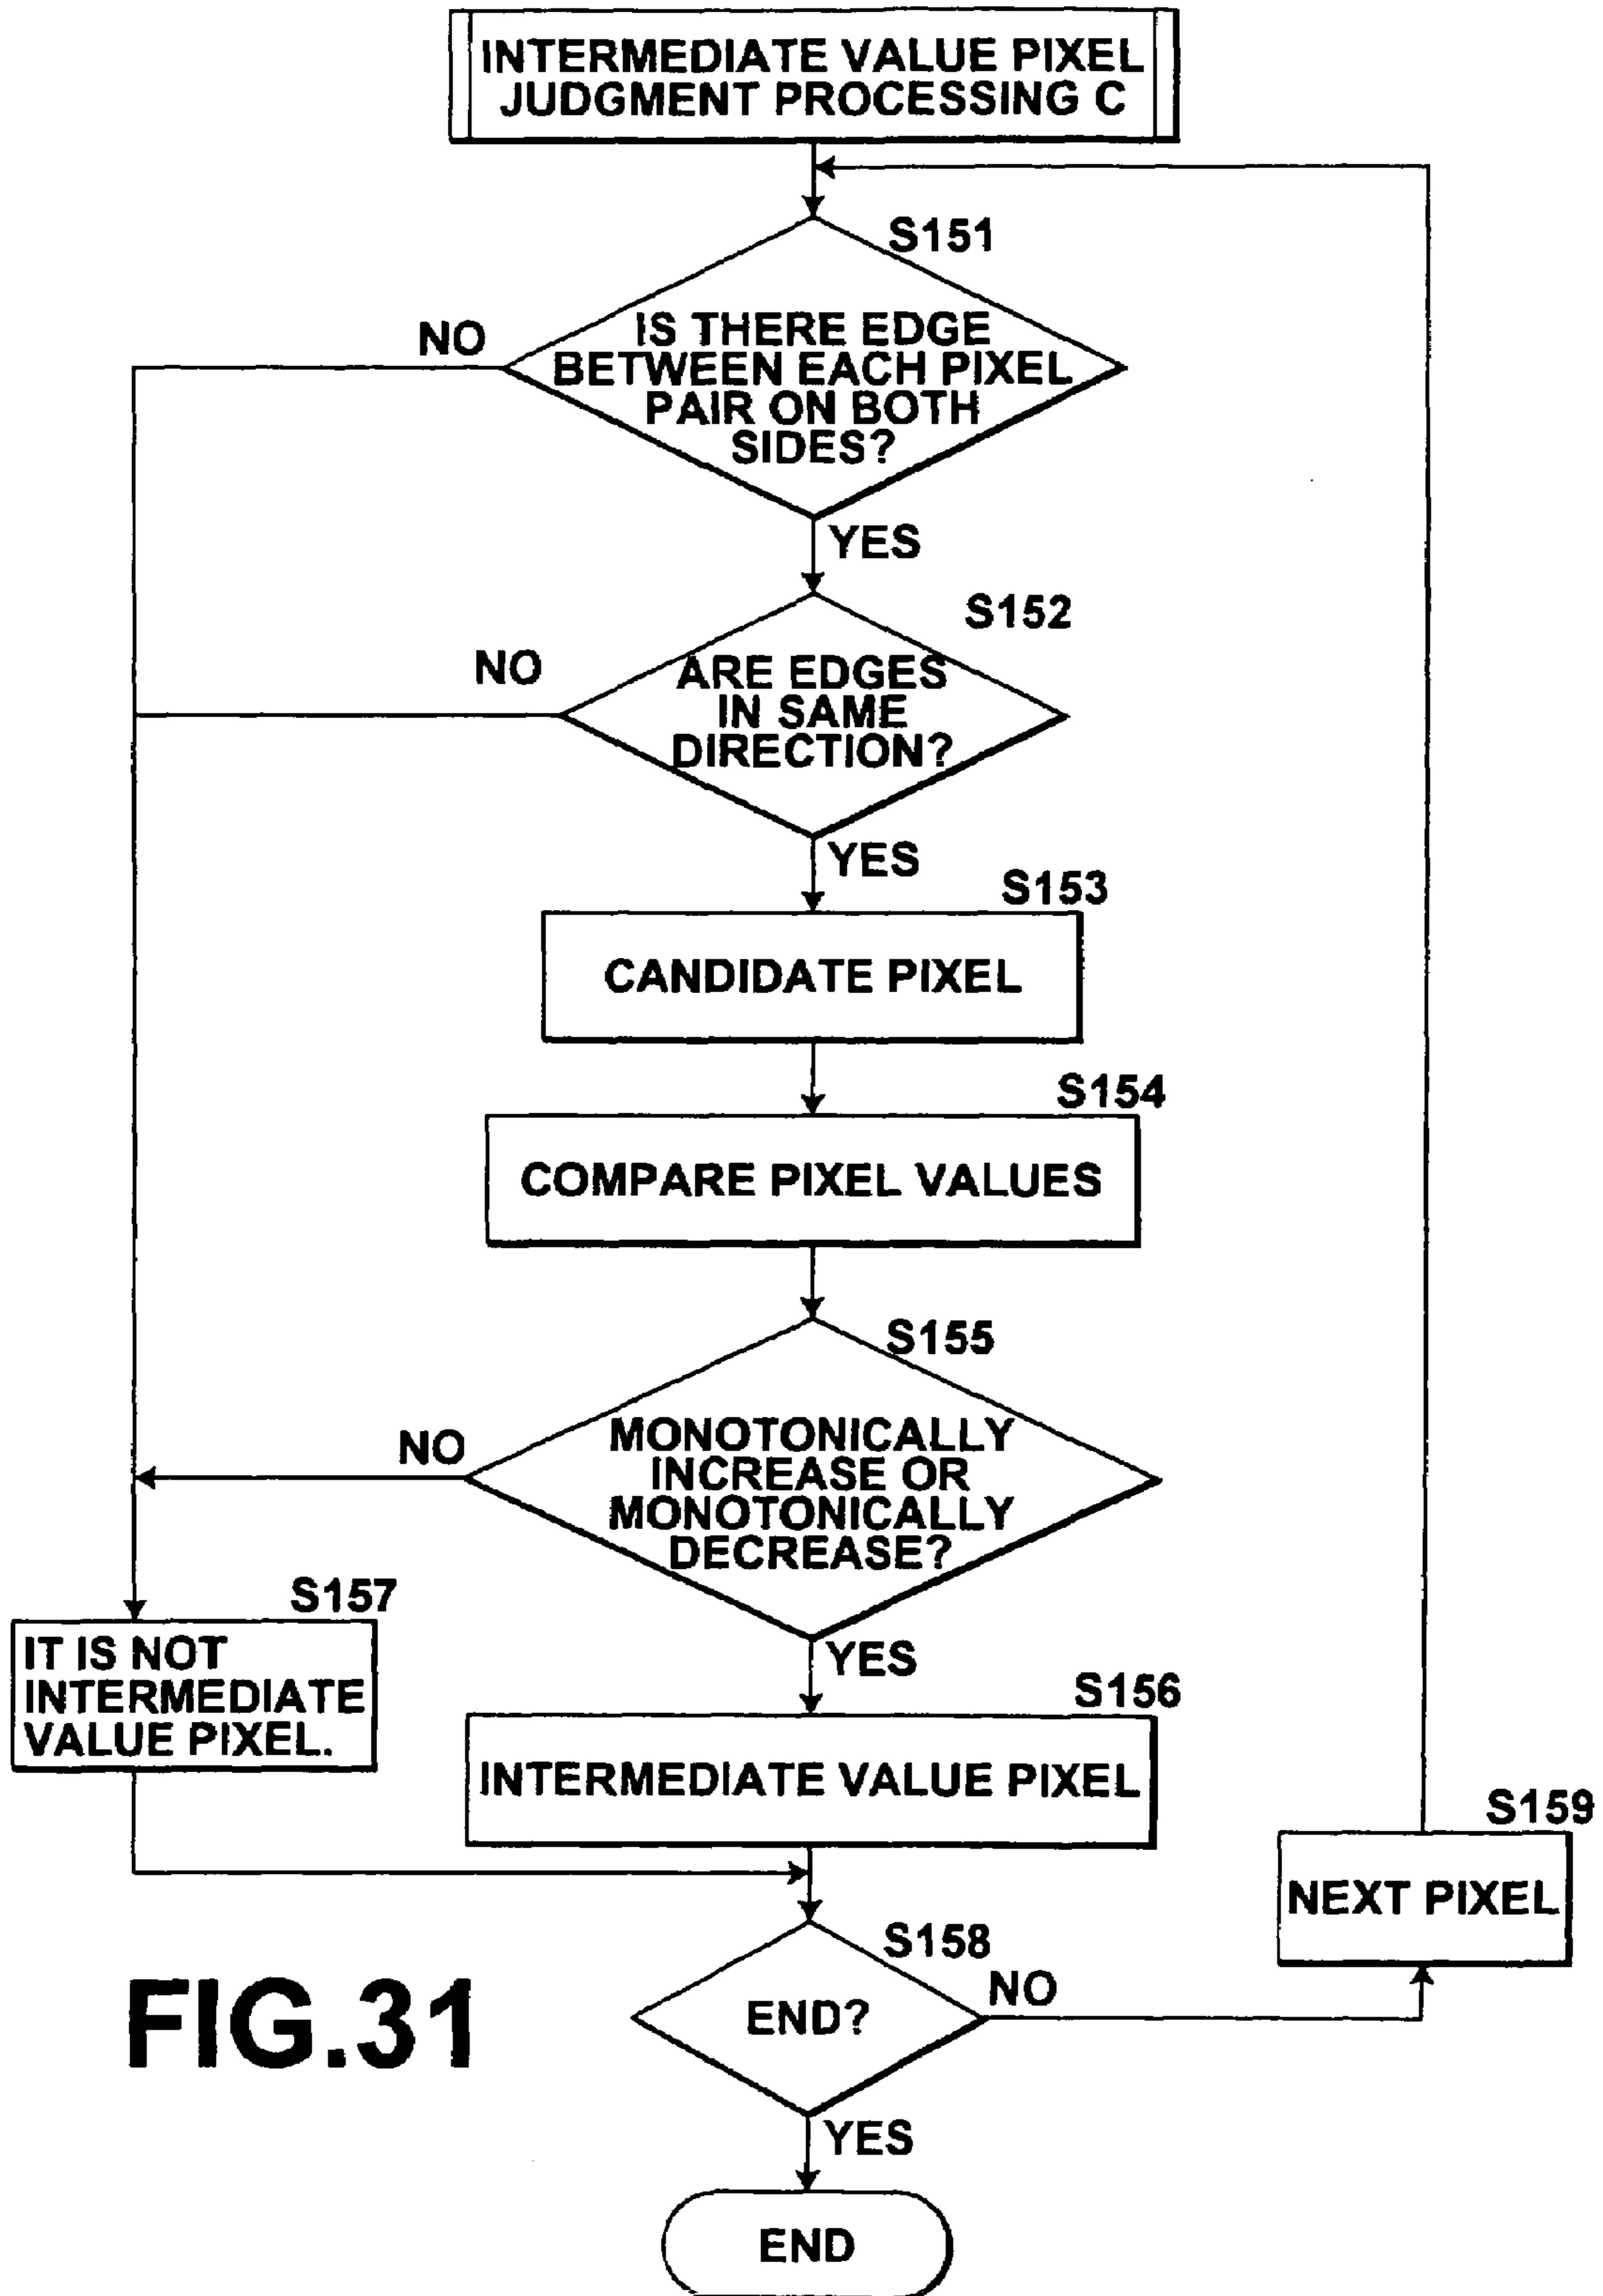 INTERMEDIATE VALUE PIXEL
JUDGMENT PROCESSING C
S151
NO
IS THERE EDGE
BETWEEN EACH PIXEL
PAIR ON BOTH
SIDES?
YES
S152
NO
ARE EDGES
IN SAME
DIRECTION?
YES
S153
CANDIDATE PIXEL
S154
COMPARE PIXEL VALUES
S155
NO
MONOTONICALLY
INCREASE OR
MONOTONICALLY
DECREASE?
S157
IT IS NOT
INTERMEDIATE
VALUE PIXEL.
YES
S156
INTERMEDIATE VALUE PIXEL
S159
NEXT PIXEL
S158
NO
END?
FIG.31
YES
END